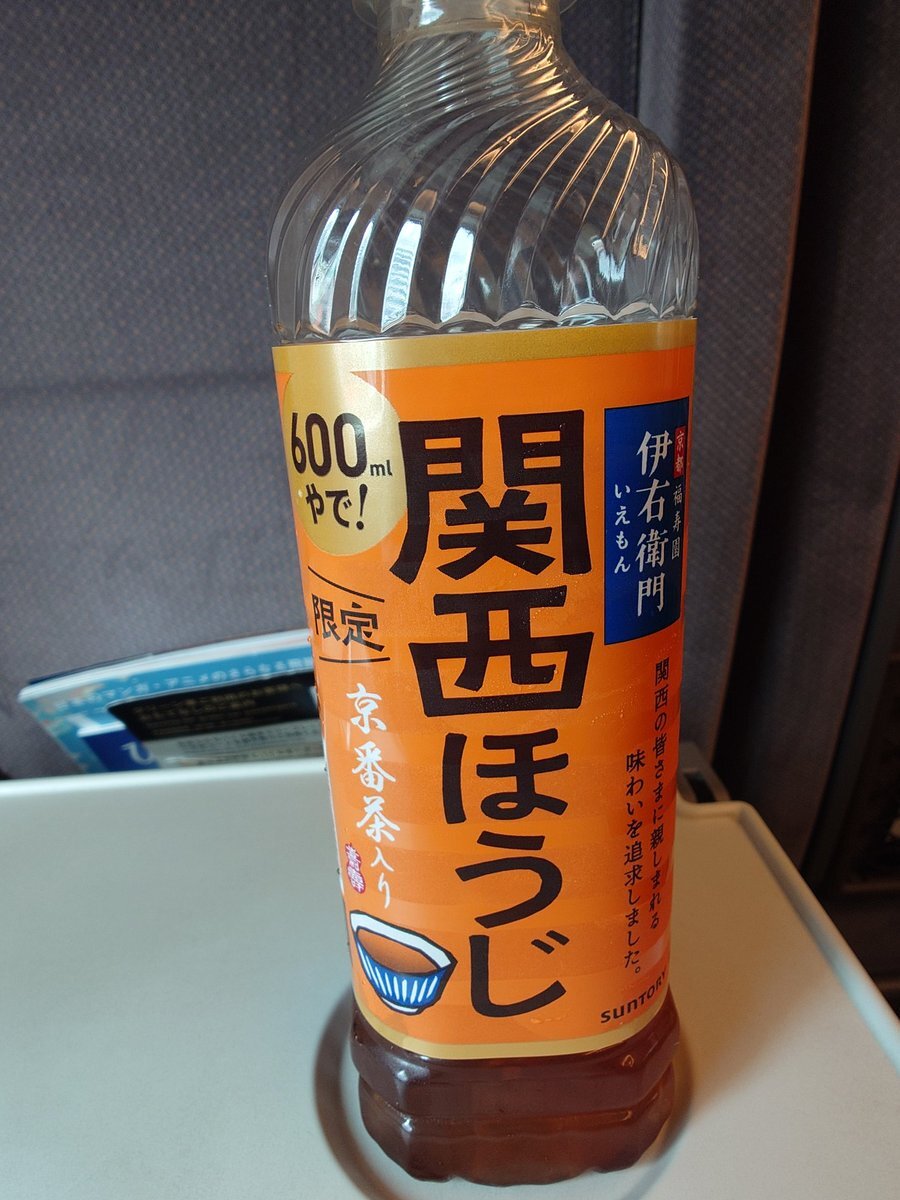 600ml
やで!
限定
京番茶入り
関西ほうじ
京都
福寿園
伊右衛門
いえもん
関西の皆さまに親しまれる
味わいを追求しました。
SUNTORY